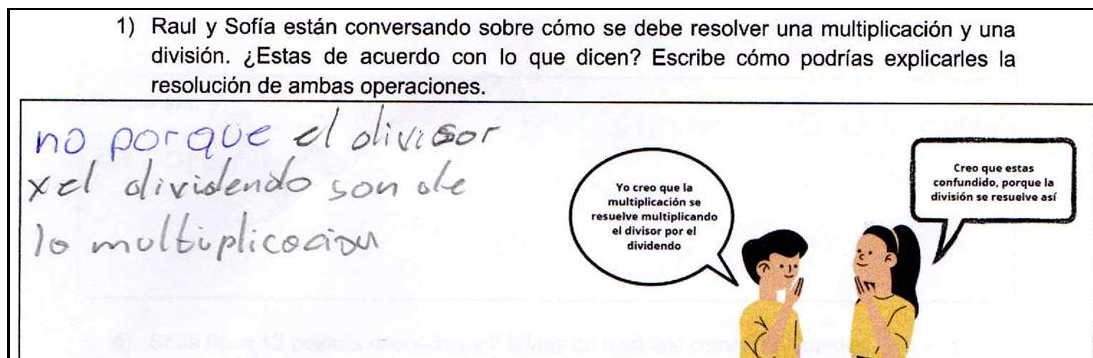 1) Raul y Sofía están conversando sobre cómo se debe resolver una multiplicación y una
división. ¿Estas de acuerdo con lo que dicen? Escribe cómo podrías explicarles la
resolución de ambas operaciones.
no porque el divisor
x el dividendo son de
la multiplicacion
Yo creo que la
multiplicación se
resuelve multiplicando
el divisor por el
dividendo
Creo que estas
confundido, porque la
división se resuelve así